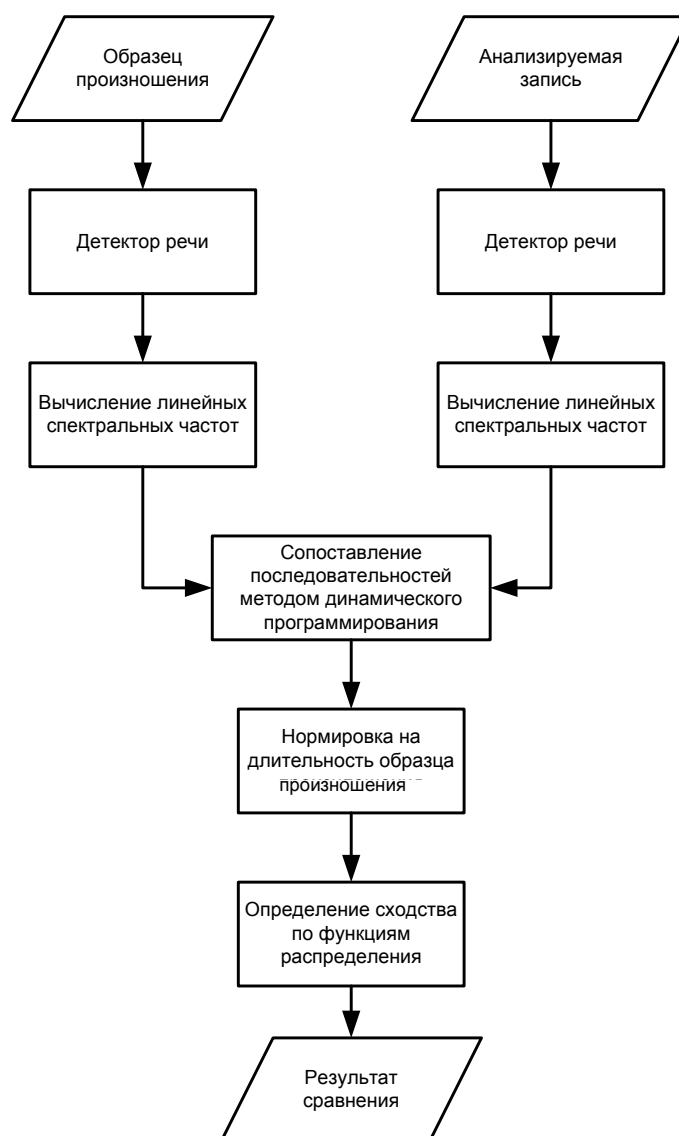 Образец
произношения
Анализируемая
запись
Детектор речи
Детектор речи
Вычисление линейных
спектральных частот
Вычисление линейных
спектральных частот
Сопоставление
последовательностей
методом динамического
программирования
Нормировка на
длительность образца
произношения
Определение сходства
по функциям
распределения
Результат
сравнения